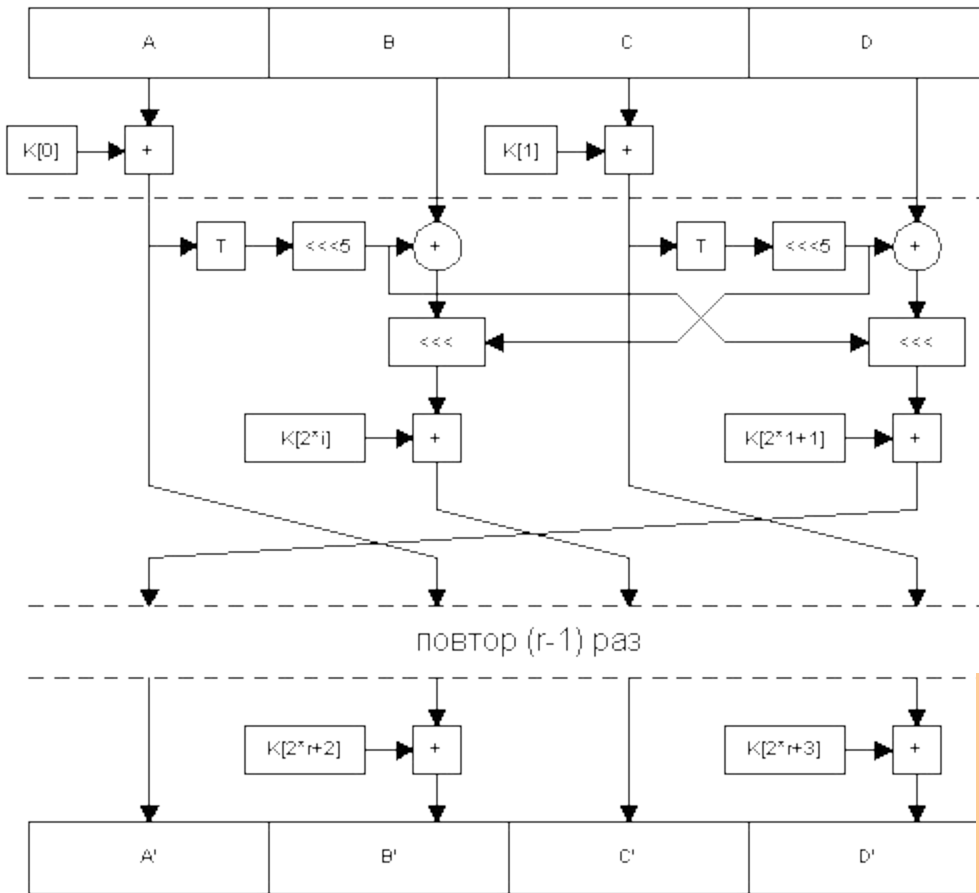 A B C D
K[0] + K[1] +
T <<<5 + T <<<5 +
<<< <<<
K[2*i] + K[2*1+1] +
повтор (r-1) раз
K[2*r+2] + K[2*r+3] +
A' B' C' D'